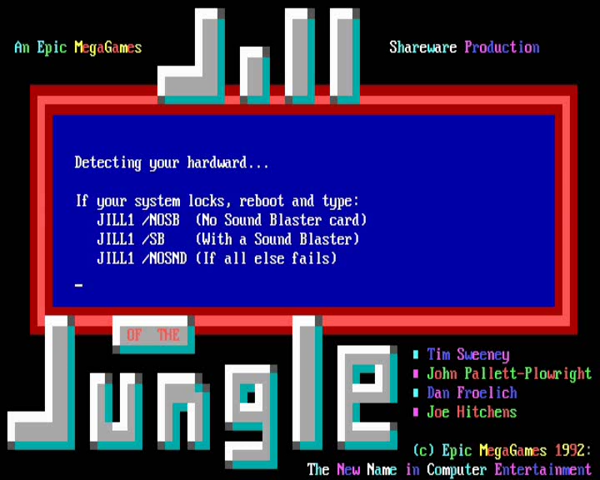 An Epic MegaGames
Shareware Production
Jill
Detecting your hardware...
If your system locks, reboot and type:
JILL1 /NOSB (No Sound Blaster card)
JILL1 /SB (With a Sound Blaster)
JILL1 /NOSND (If all else fails)
OF THE
Jungle
Tim Sweeney
John Pallett-Plowright
Dan Froelich
Joe Hitchens
(c) Epic MegaGames 1992:
The New Name in Computer Entertainment